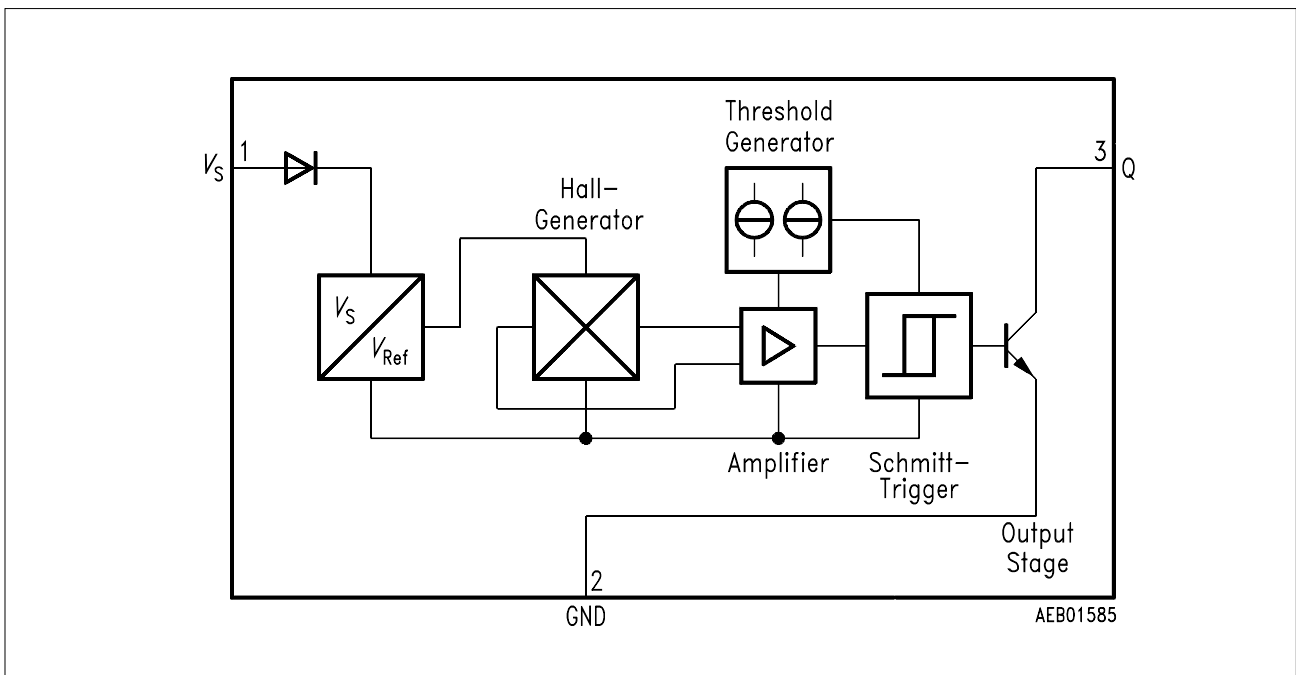 Threshold
Generator
1
3
V_S
Q
Hall–
Generator
V_S
V_Ref
Amplifier
Schmitt–
Trigger
Output
Stage
2
GND
AEB01585